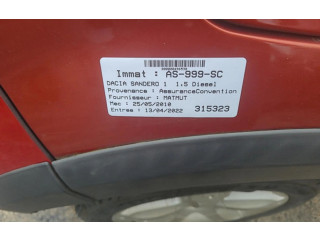 Immat : AS-999-SC
DACIA SANDERO 1 1.5 Diesel
Provenance : AssuranceConvention
Fournisseur : MATMUT
Mec : 25/05/2010
Entree : 13/04/2022 315323